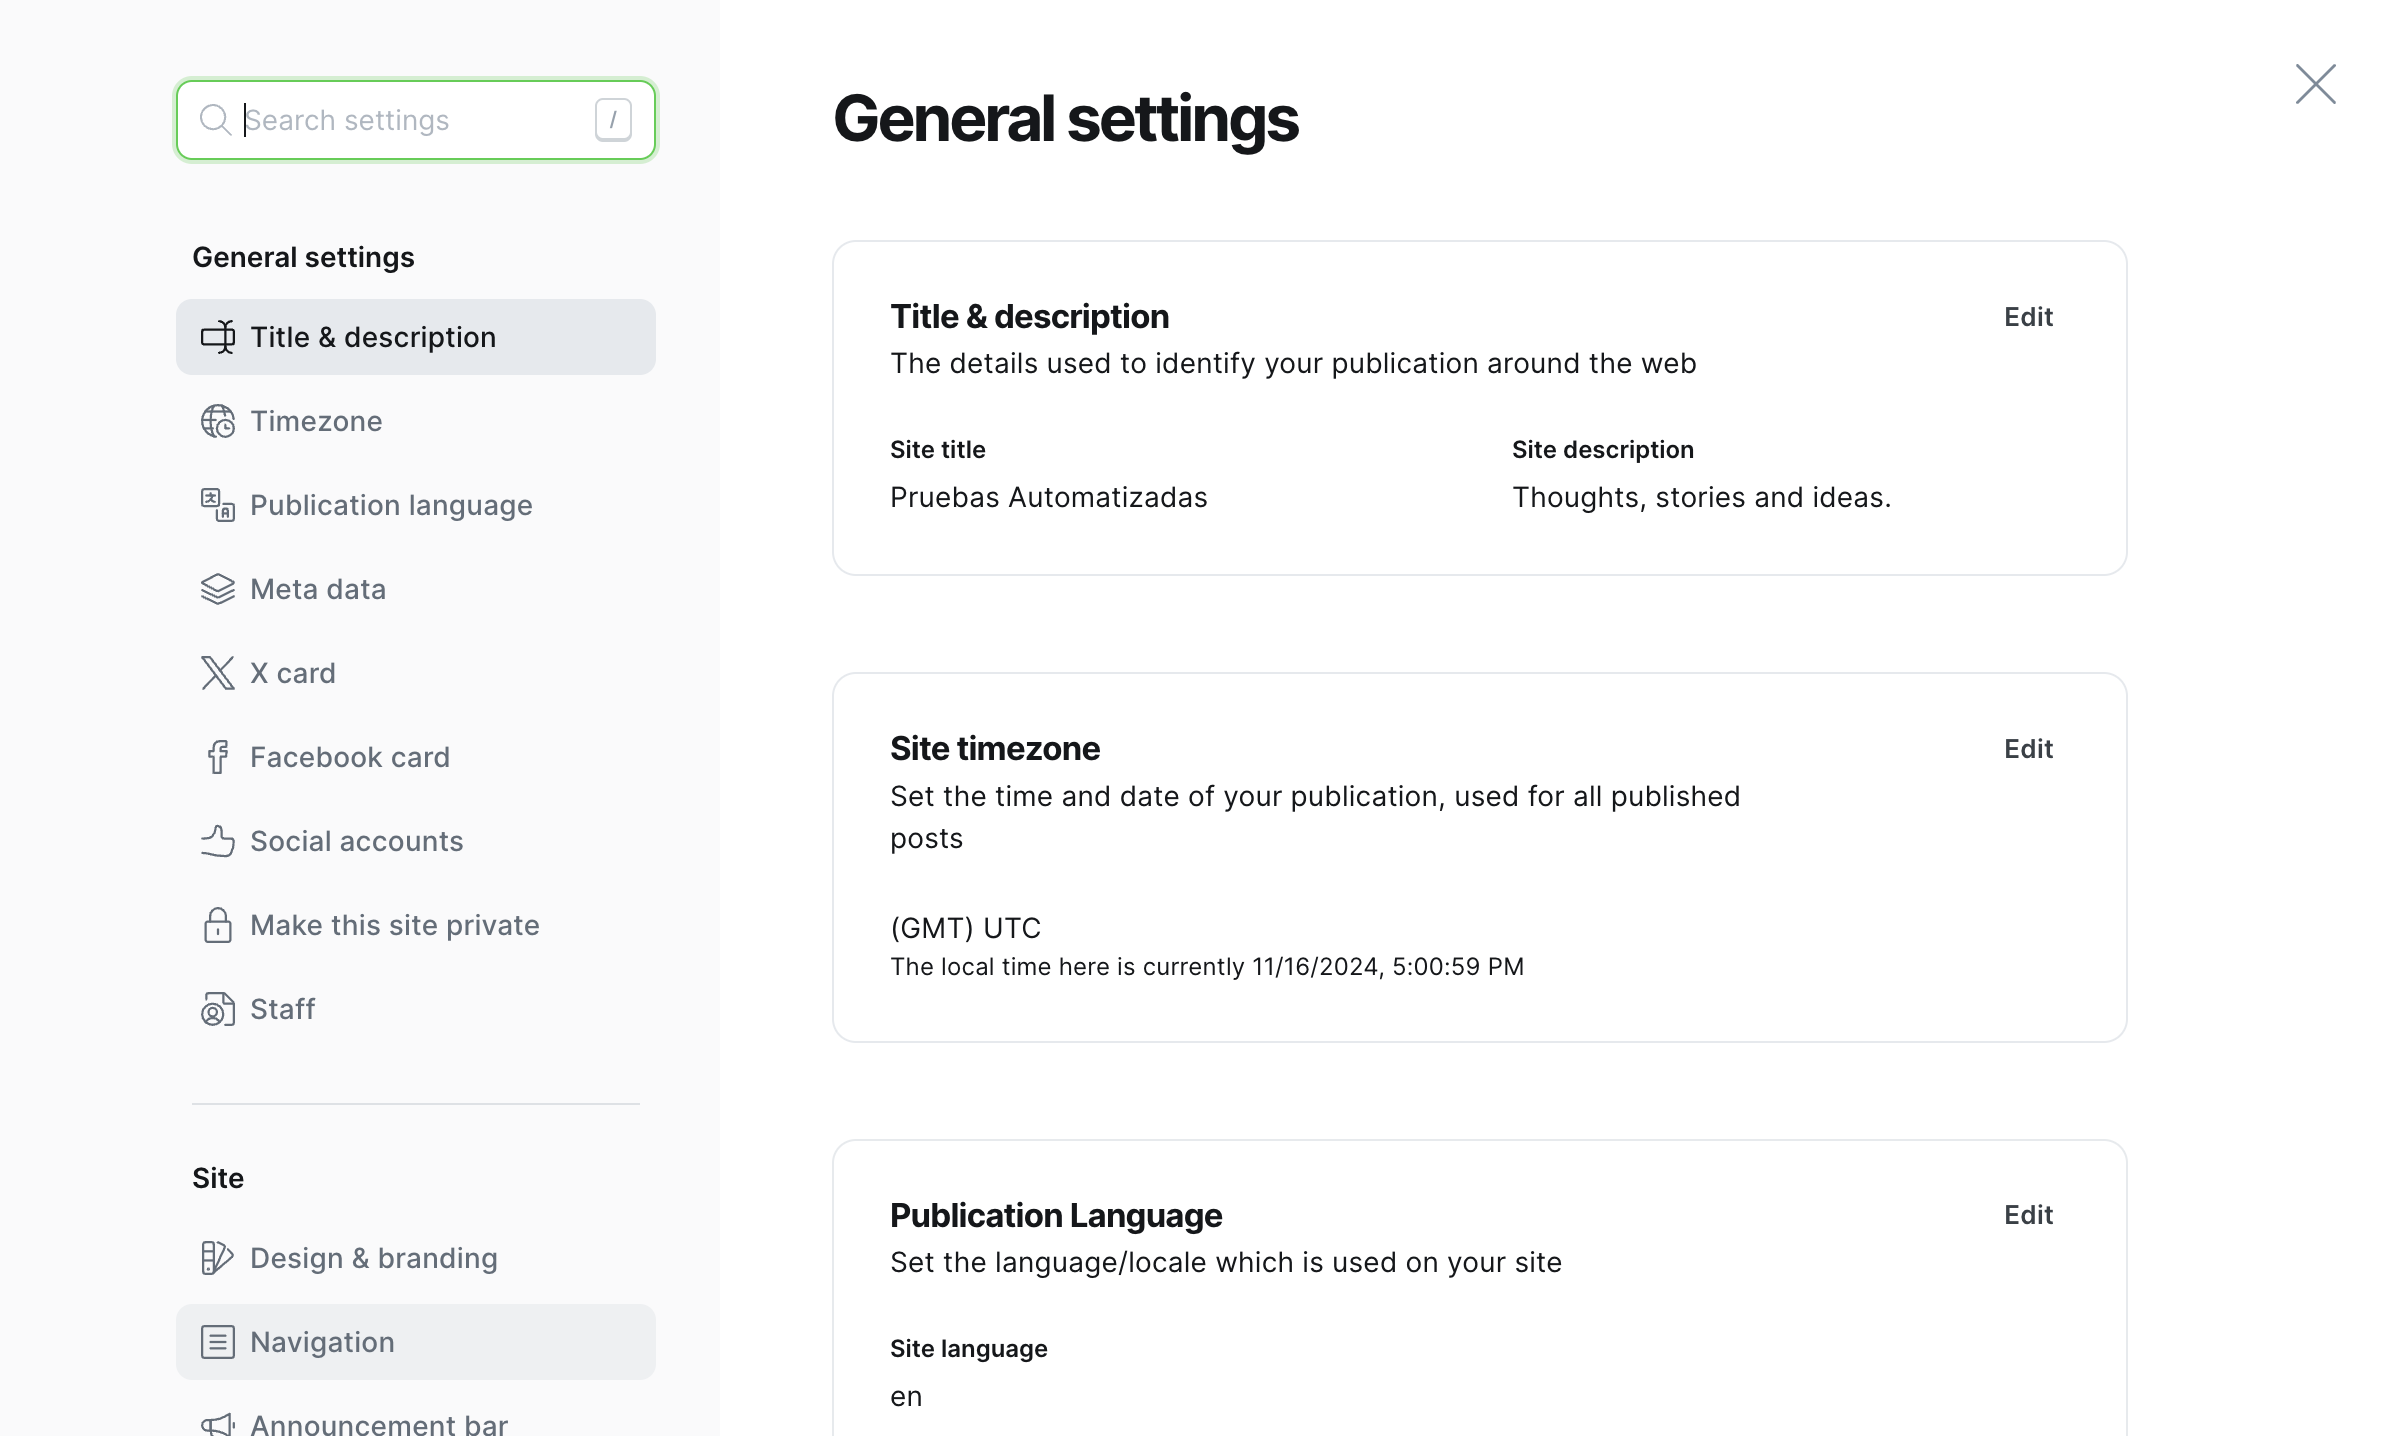 Search settings
/
General settings
Title & description
Timezone
Publication language
Meta data
X card
Facebook card
Social accounts
Make this site private
Staff
Site
Design & branding
Navigation
Announcement bar
General settings
Title & description
Edit
The details used to identify your publication around the web
Site title
Site description
Pruebas Automatizadas
Thoughts, stories and ideas.
Site timezone
Edit
Set the time and date of your publication, used for all published
posts
(GMT) UTC
The local time here is currently 11/16/2024, 5:00:59 PM
Publication Language
Edit
Set the language/locale which is used on your site
Site language
en